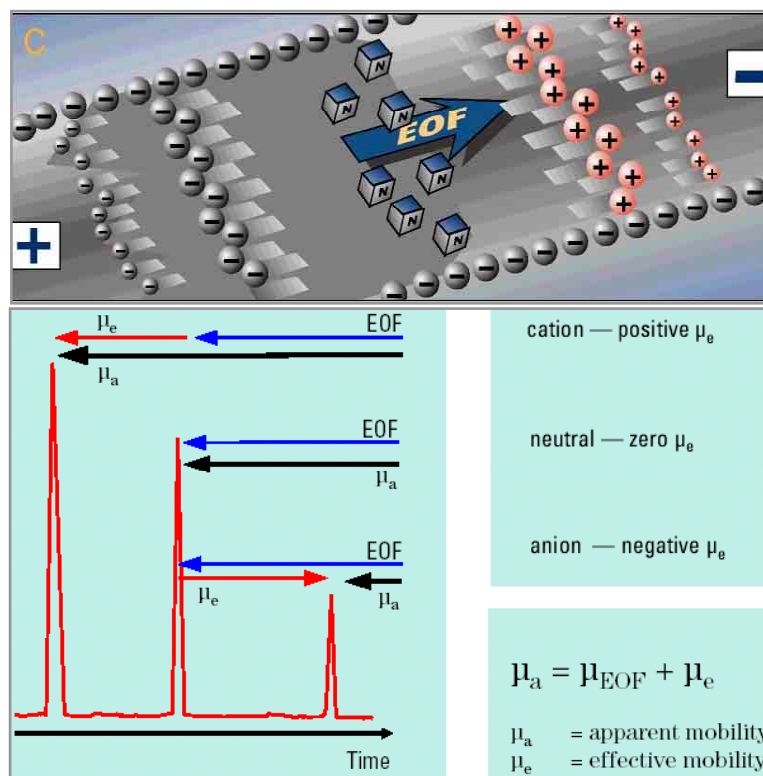 C
N
N
N
EOF
N
N
N
N
+
−
μe
EOF
μa
cation — positive μe
EOF
μa
neutral — zero μe
EOF
μe
μa
anion — negative μe
μa = μEOF + μe
μa = apparent mobility
μe = effective mobility
Time